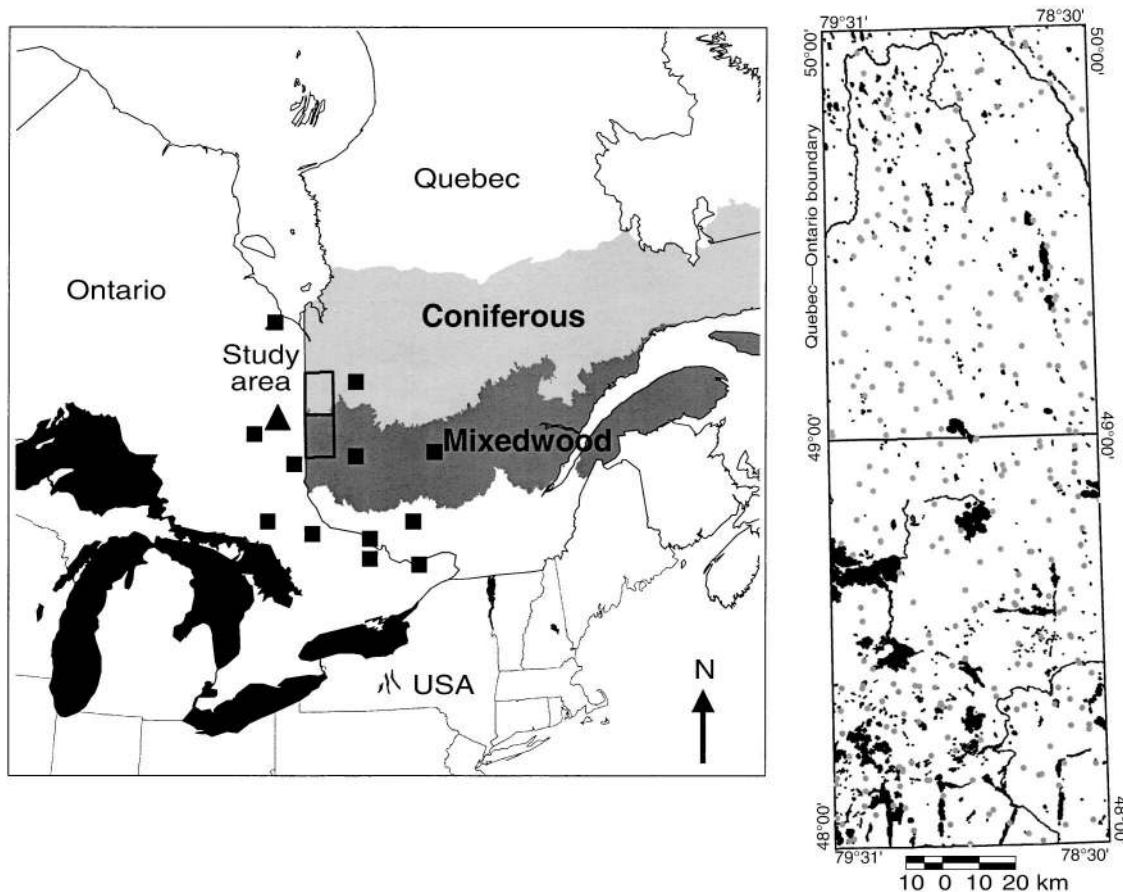 Quebec
Ontario
Coniferous
Study
area
Mixedwood
N
USA
79°31'
78°30'
50°00'
50°00'
Quebec—Ontario boundary
49°00'
49°00'
48°00'
48°00'
79°31'
78°30'
10 0 10 20 km